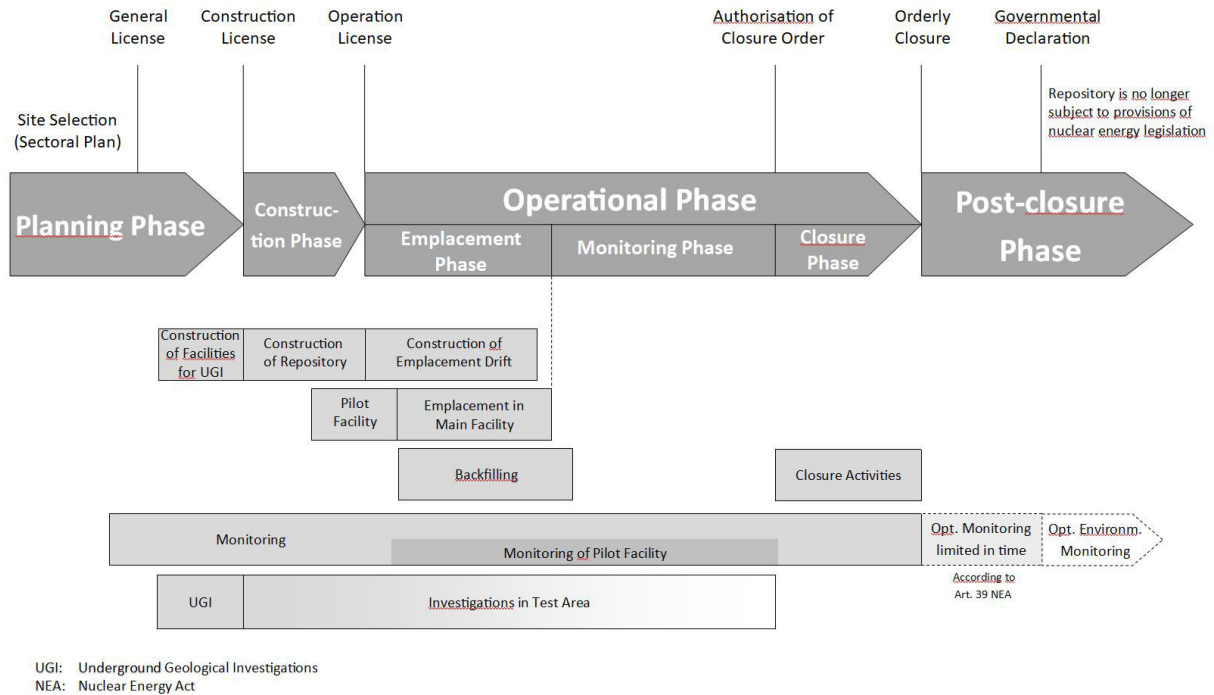 General
License
Construction
License
Operation
License
Authorisation of
Closure Order
Orderly
Closure
Governmental
Declaration
Site Selection
(Sectoral Plan)
Repository is no longer
subject to provisions of
nuclear energy legislation
Planning Phase
Construc-
tion Phase
Operational Phase
Emplacement
Phase
Monitoring Phase
Closure
Phase
Post-closure
Phase
Construction
of Facilities
for UGI
Construction
of Repository
Construction of
Emplacement Drift
Pilot
Facility
Emplacement in
Main Facility
Backfilling
Closure Activities
Monitoring
Monitoring of Pilot Facility
Opt. Monitoring
limited in time
Opt. Environm.
Monitoring
According to
Art. 39 NEA
UGI
Investigations in Test Area
UGI: Underground Geological Investigations
NEA: Nuclear Energy Act